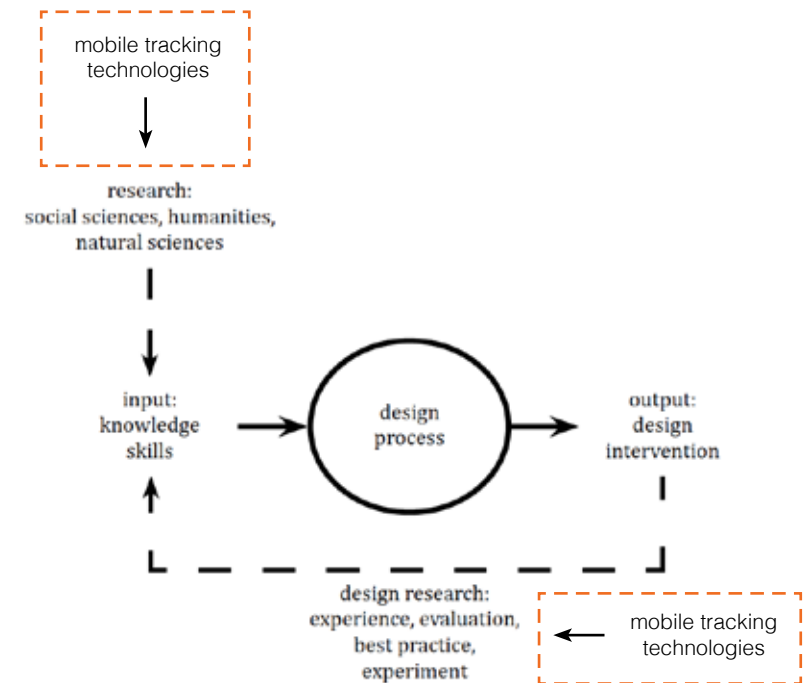 mobile tracking
technologies
research:
social sciences, humanities,
natural sciences
input:
knowledge
skills
design
process
output:
design
intervention
design research:
experience, evaluation,
best practice,
experiment
mobile tracking
technologies